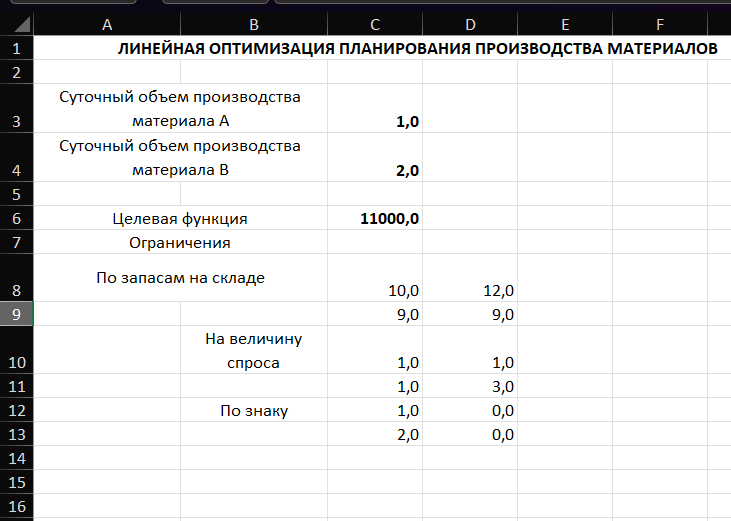 A B C D E F
1 ЛИНЕЙНАЯ ОПТИМИЗАЦИЯ ПЛАНИРОВАНИЯ ПРОИЗВОДСТВА МАТЕРИАЛОВ
2
Суточный объем производства
3 материала А 1,0
Суточный объем производства
4 материала В 2,0
5
6 Целевая функция 11000,0
7 Ограничения
По запасам на складе
8 10,0 12,0
9 9,0 9,0
На величину
10 спроса 1,0 1,0
11 1,0 3,0
12 По знаку 1,0 0,0
13 2,0 0,0
14
15
16